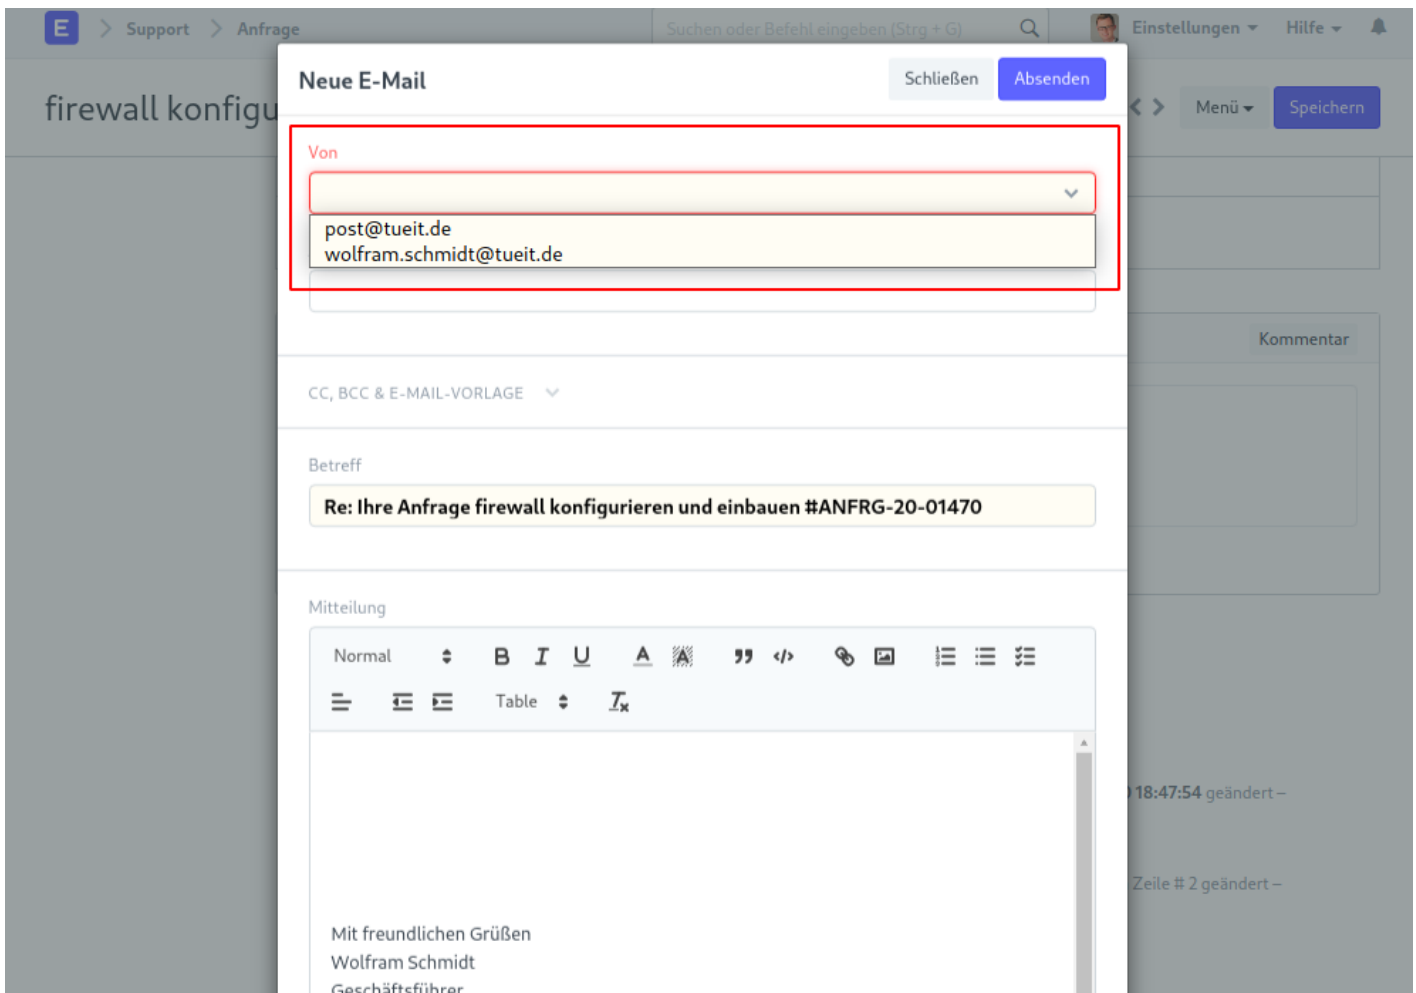 E Support Anfrage Suchen oder Befehl eingeben (Strg + G) Einstellungen Hilfe
firewall konfigu
Menü Speichern
Neue E-Mail Schließen Absenden
Von
post@tueit.de
wolfram.schmidt@tueit.de
Kommentar
CC, BCC & E-MAIL-VORLAGE
Betreff
Re: Ihre Anfrage firewall konfigurieren und einbauen #ANFRG-20-01470
Mitteilung
Normal B I U A A </>
Table Tx
18:47:54 geändert –
Zeile # 2 geändert –
Mit freundlichen Grüßen
Wolfram Schmidt
Geschäftsführer